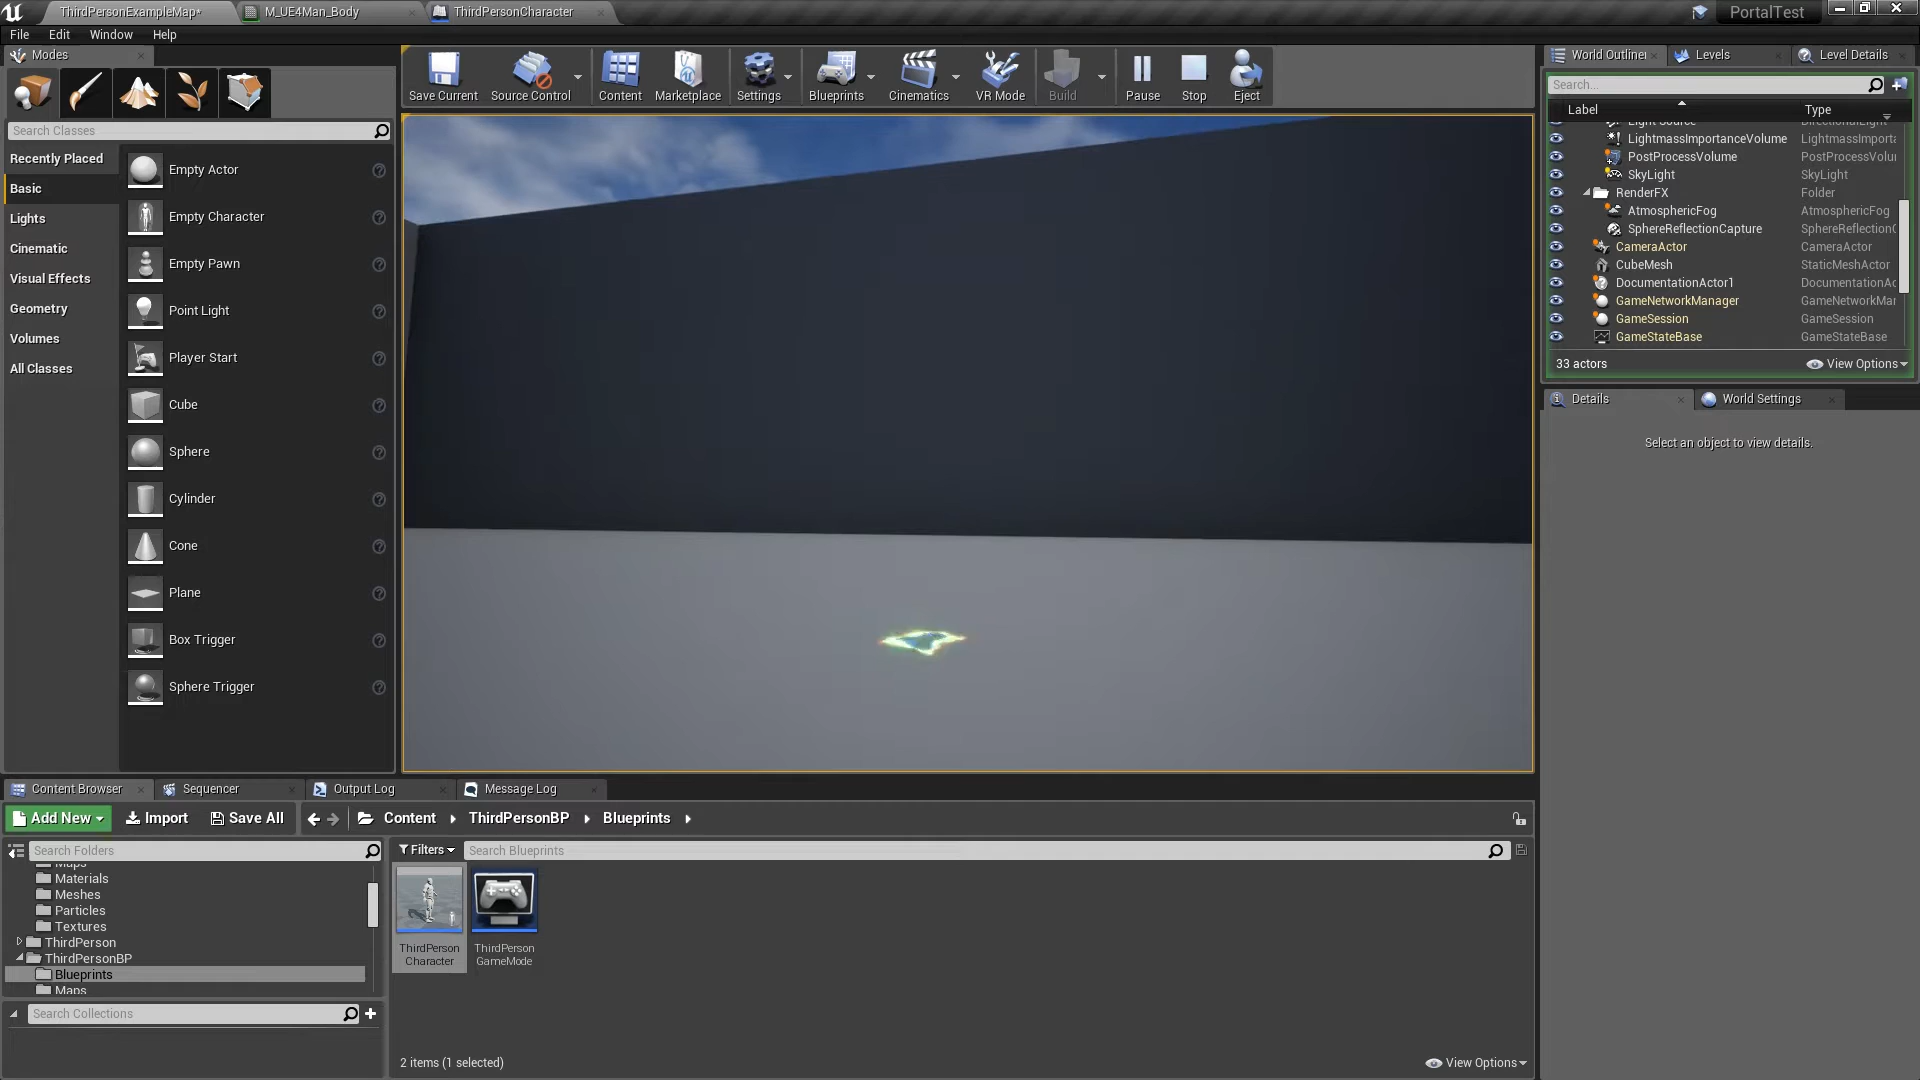 ThirdPersonExampleMap*
M_UE4Man_Body
ThirdPersonCharacter
PortalTest
File Edit Window Help
Modes
Search Classes
Recently Placed
Basic
Lights
Cinematic
Visual Effects
Geometry
Volumes
All Classes
Empty Actor
Empty Character
Empty Pawn
Point Light
Player Start
Cube
Sphere
Cylinder
Cone
Plane
Box Trigger
Sphere Trigger
Save Current
Source Control
Content
Marketplace
Settings
Blueprints
Cinematics
VR Mode
Build
Pause
Stop
Eject
World Outliner
Levels
Level Details
Search...
Label Type
Light Source DirectionalLight
LightmassImportanceVolume LightmassImporta
PostProcessVolume PostProcessVolu
SkyLight SkyLight
RenderFX Folder
AtmosphericFog AtmosphericFog
SphereReflectionCapture SphereReflectionC
CameraActor CameraActor
CubeMesh StaticMeshActor
DocumentationActor1 DocumentationAc
GameNetworkManager GameNetworkMan
GameSession GameSession
GameStateBase GameStateBase
33 actors
View Options
Details
World Settings
Select an object to view details.
Content Browser
Sequencer
Output Log
Message Log
Add New
Import
Save All
Content
ThirdPersonBP
Blueprints
Search Folders
Maps
Materials
Meshes
Particles
Textures
ThirdPerson
ThirdPersonBP
Blueprints
Maps
Search Collections
Filters
Search Blueprints
ThirdPerson
Character
ThirdPerson
GameMode
2 items (1 selected)
View Options